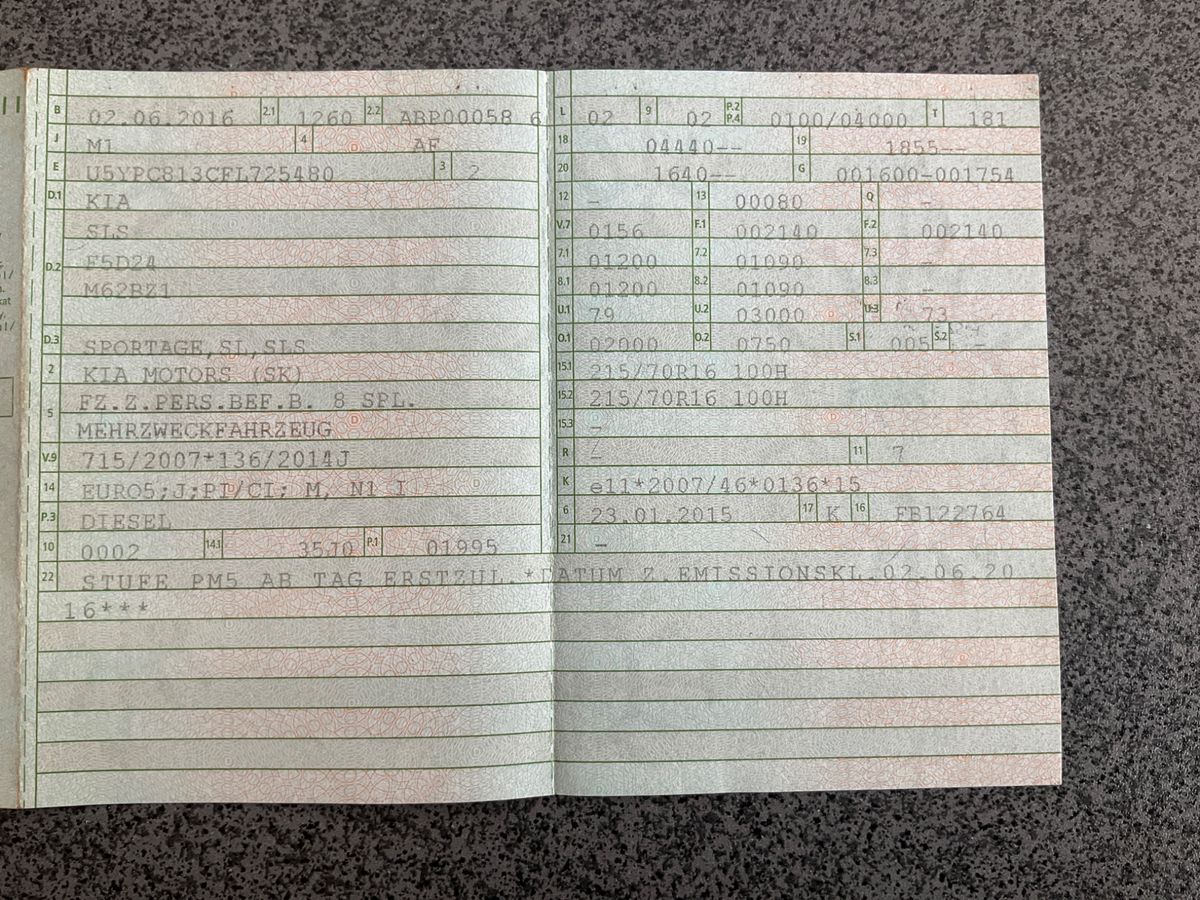 B 02.06.2016 2.1 1260 2.2 ABP00058 6
J M1 4 AF
E U5YPC813CFL725480 3 2
D.1 KIA
SLS
D.2 F5D24
M62BZ1
D.3 SPORTAGE,SL,SLS
2 KIA MOTORS (SK)
5 FZ.Z.PERS.BEF.B. 8 SPL.
MEHRZWECKFAHRZEUG
V.9 715/2007*136/2014J
14 EURO5;J;PI/CI; M, N1 I
P.3 DIESEL
10 0002 14.1 35J0 P.1 01995
L 02 9 02 P.2 P.4 0100/04000 T 181
18 04440-- 19 1855--
20 1640-- G 001600-001754
12 - 13 00080 Q -
V.7 0156 F.1 002140 F.2 002140
7.1 01200 7.2 01090 7.3 -
8.1 01200 8.2 01090 8.3 -
U.1 79 U.2 03000 U.3 73
O.1 02000 O.2 0750 S.1 005 S.2 -
15.1 215/70R16 100H
15.2 215/70R16 100H
15.3 -
R - 11 7
K e11*2007/46*0136*15
6 23.01.2015 17 K 16 FB122764
21 -
22 STUFE PM5 AB TAG ERSTZUL.*DATUM Z.EMISSIONSKL.02.06.20
16***